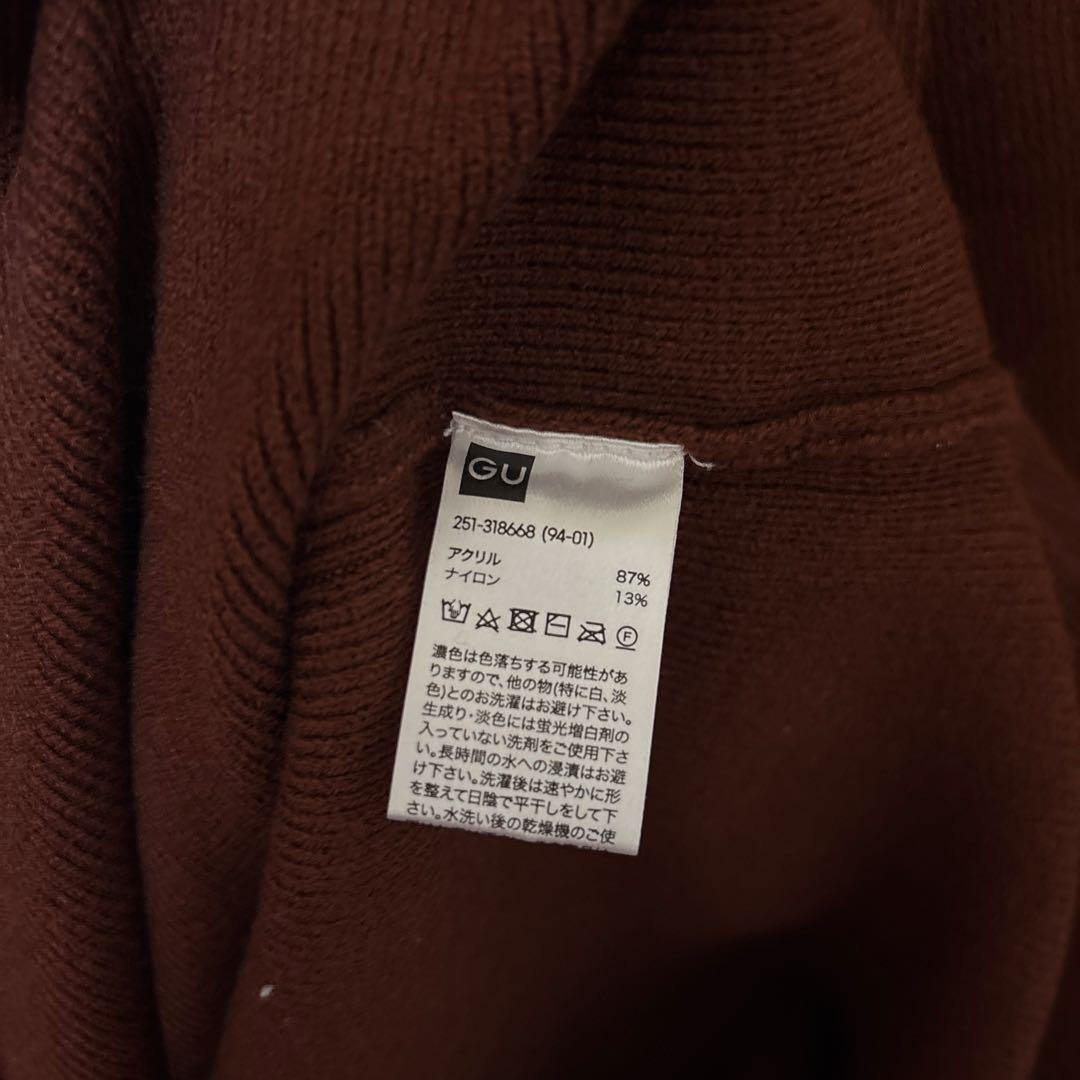 GU
251-318668 (94-01)
アクリル 87%
ナイロン 13%
F
濃色は色落ちする可能性があ
りますので、他の物(特に白、淡
色)とのお洗濯はお避け下さい。
生成り・淡色には蛍光増白剤の
入っていない洗剤をご使用下さ
い。長時間の水への浸漬はお避
け下さい。洗濯後は速やかに形
を整えて日陰で平干しをして下
さい。水洗い後の乾燥機のご使